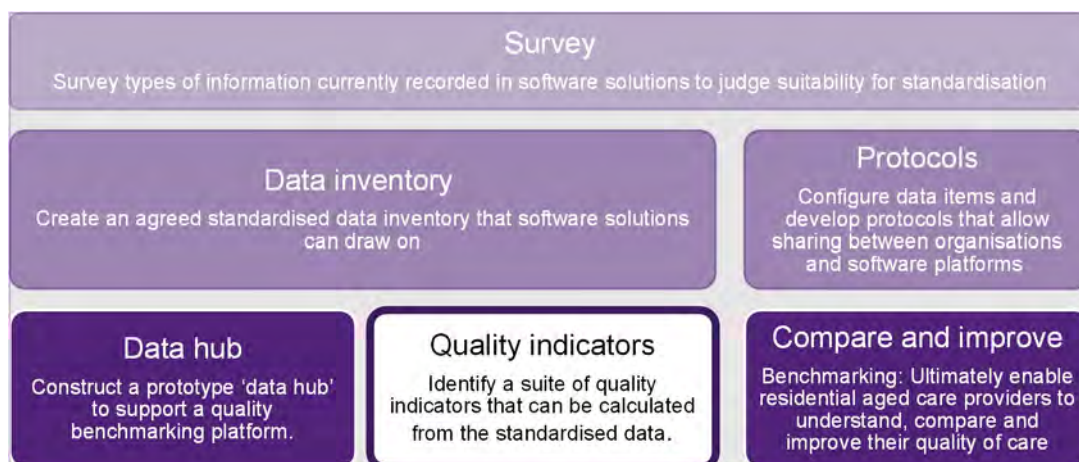 Survey
Survey types of information currently recorded in software solutions to judge suitability for standardisation
Data inventory
Create an agreed standardised data inventory that software solutions
can draw on
Protocols
Configure data items and
develop protocols that allow
sharing between organisations
and software platforms
Data hub
Construct a prototype ‘data hub’
to support a quality
benchmarking platform.
Quality indicators
Identify a suite of quality
indicators that can be calculated
from the standardised data.
Compare and improve
Benchmarking: Ultimately enable
residential aged care providers to
understand, compare and
improve their quality of care